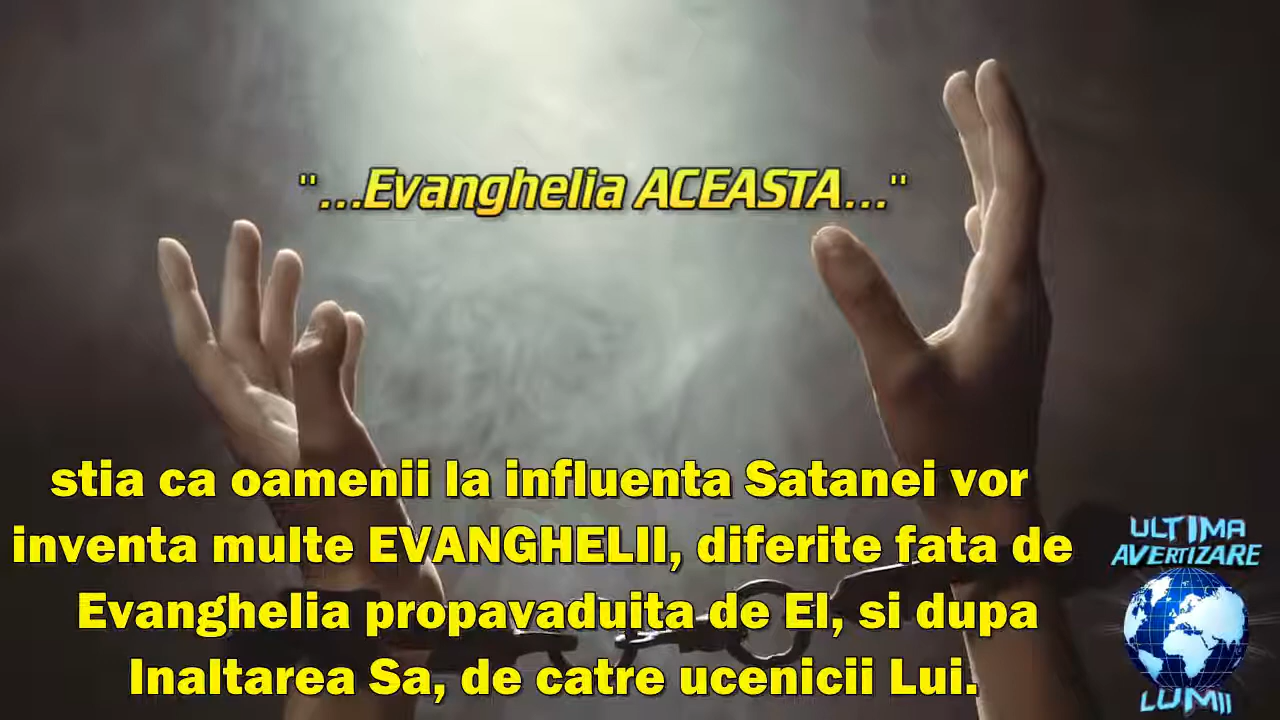 "...Evanghelia ACEASTA..."
stia ca oamenii la influenta Satanei vor
inventa multe EVANGHELII, diferite fata de
Evanghelia propavaduita de El, si dupa
Inaltarea Sa, de catre ucenicii Lui.
ULTIMA
AVERTIZARE
LUMII